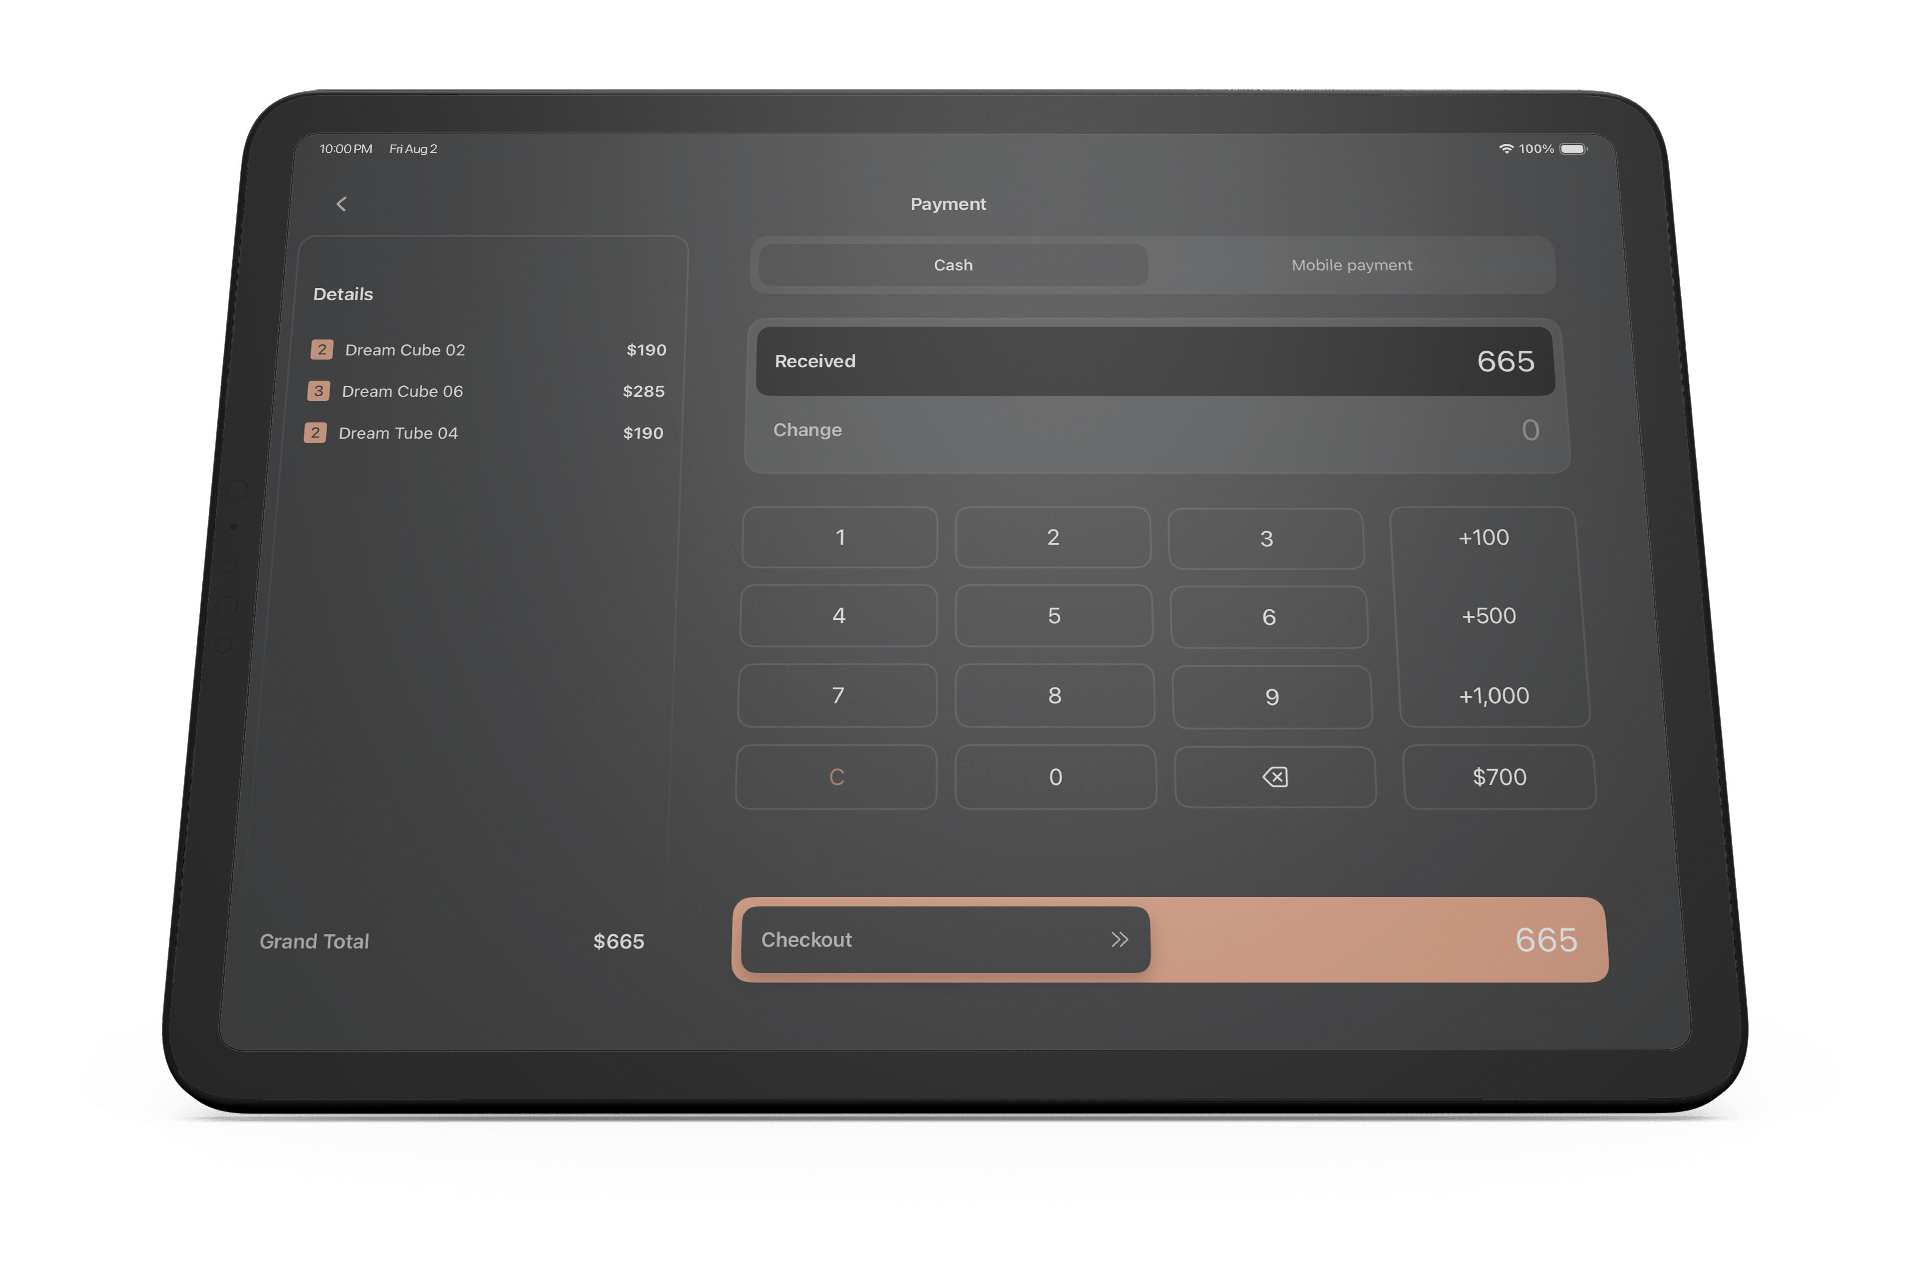 10:00 PM Fri Aug 2
100%
Payment
Details
2 Dream Cube 02 $190
3 Dream Cube 06 $285
2 Dream Tube 04 $190
Grand Total $665
Cash Mobile payment
Received 665
Change 0
1 2 3 +100
4 5 6 +500
7 8 9 +1,000
C 0 $700
Checkout 665